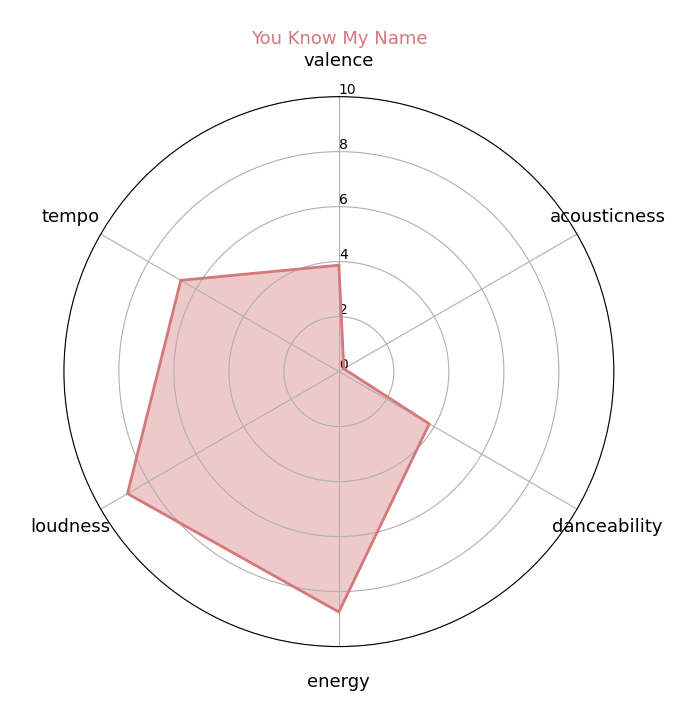 You Know My Name
valence
10
8
6
4
2
0
tempo
acousticness
loudness
danceability
energy